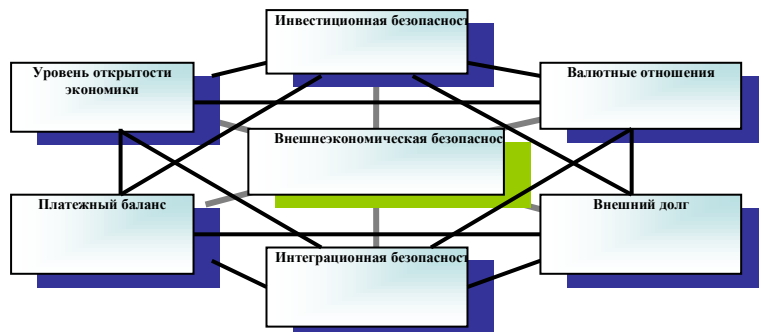 Инвестиционная безопасност
Уровень открытости
экономики
Валютные отношения
Внешнеэкономическая безопаснос
Платежный баланс
Внешний долг
Интеграционная безопасност